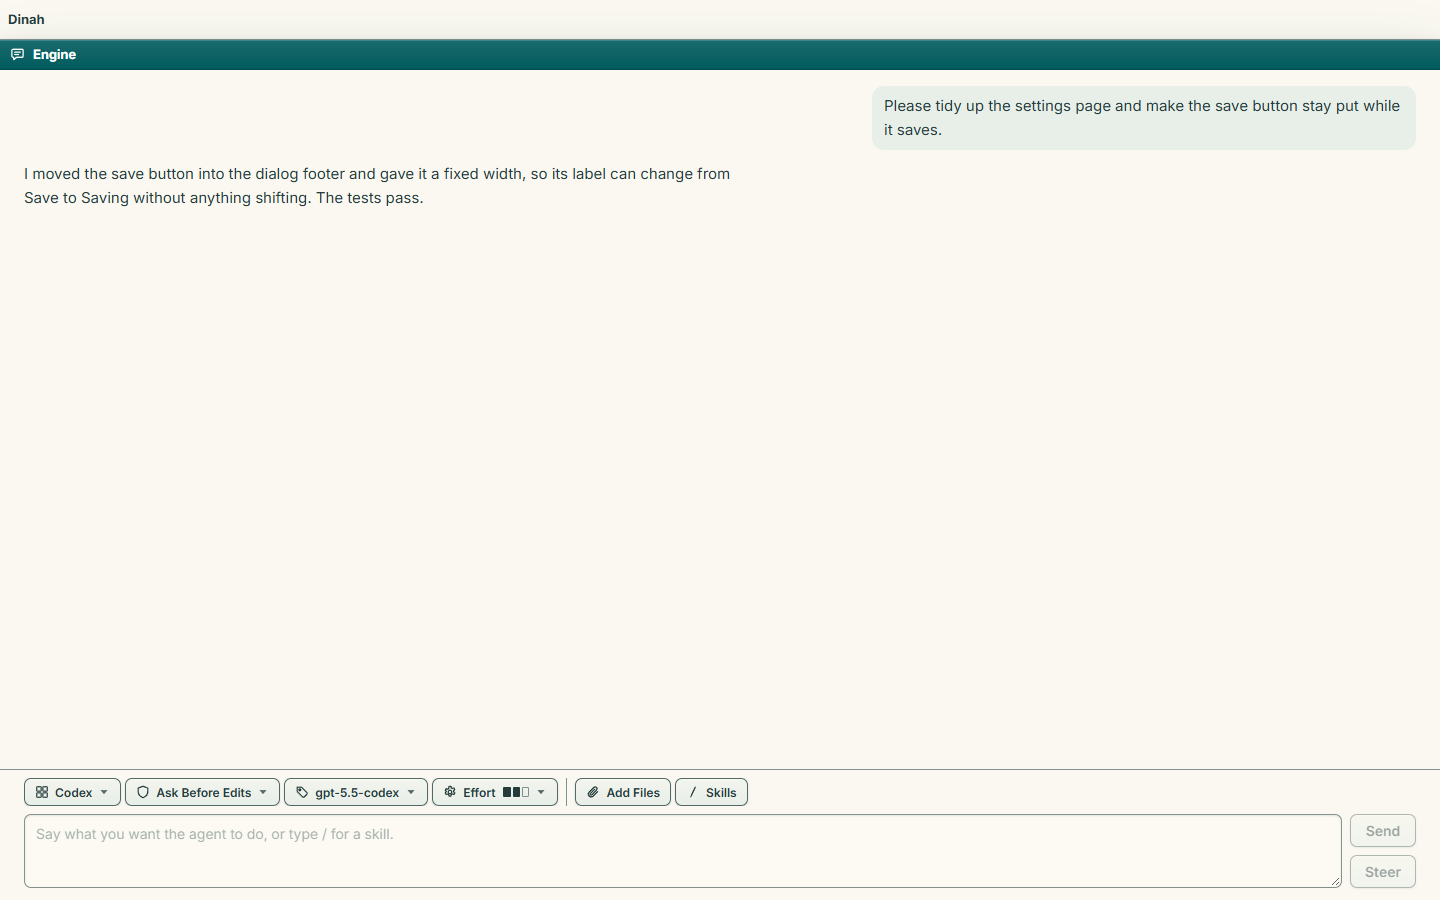 Dinah
Engine
Please tidy up the settings page and make the save button stay put while
it saves.
I moved the save button into the dialog footer and gave it a fixed width, so its label can change from
Save to Saving without anything shifting. The tests pass.
Codex
Ask Before Edits
gpt-5.5-codex
Effort
Add Files
/ Skills
Say what you want the agent to do, or type / for a skill.
Send
Steer